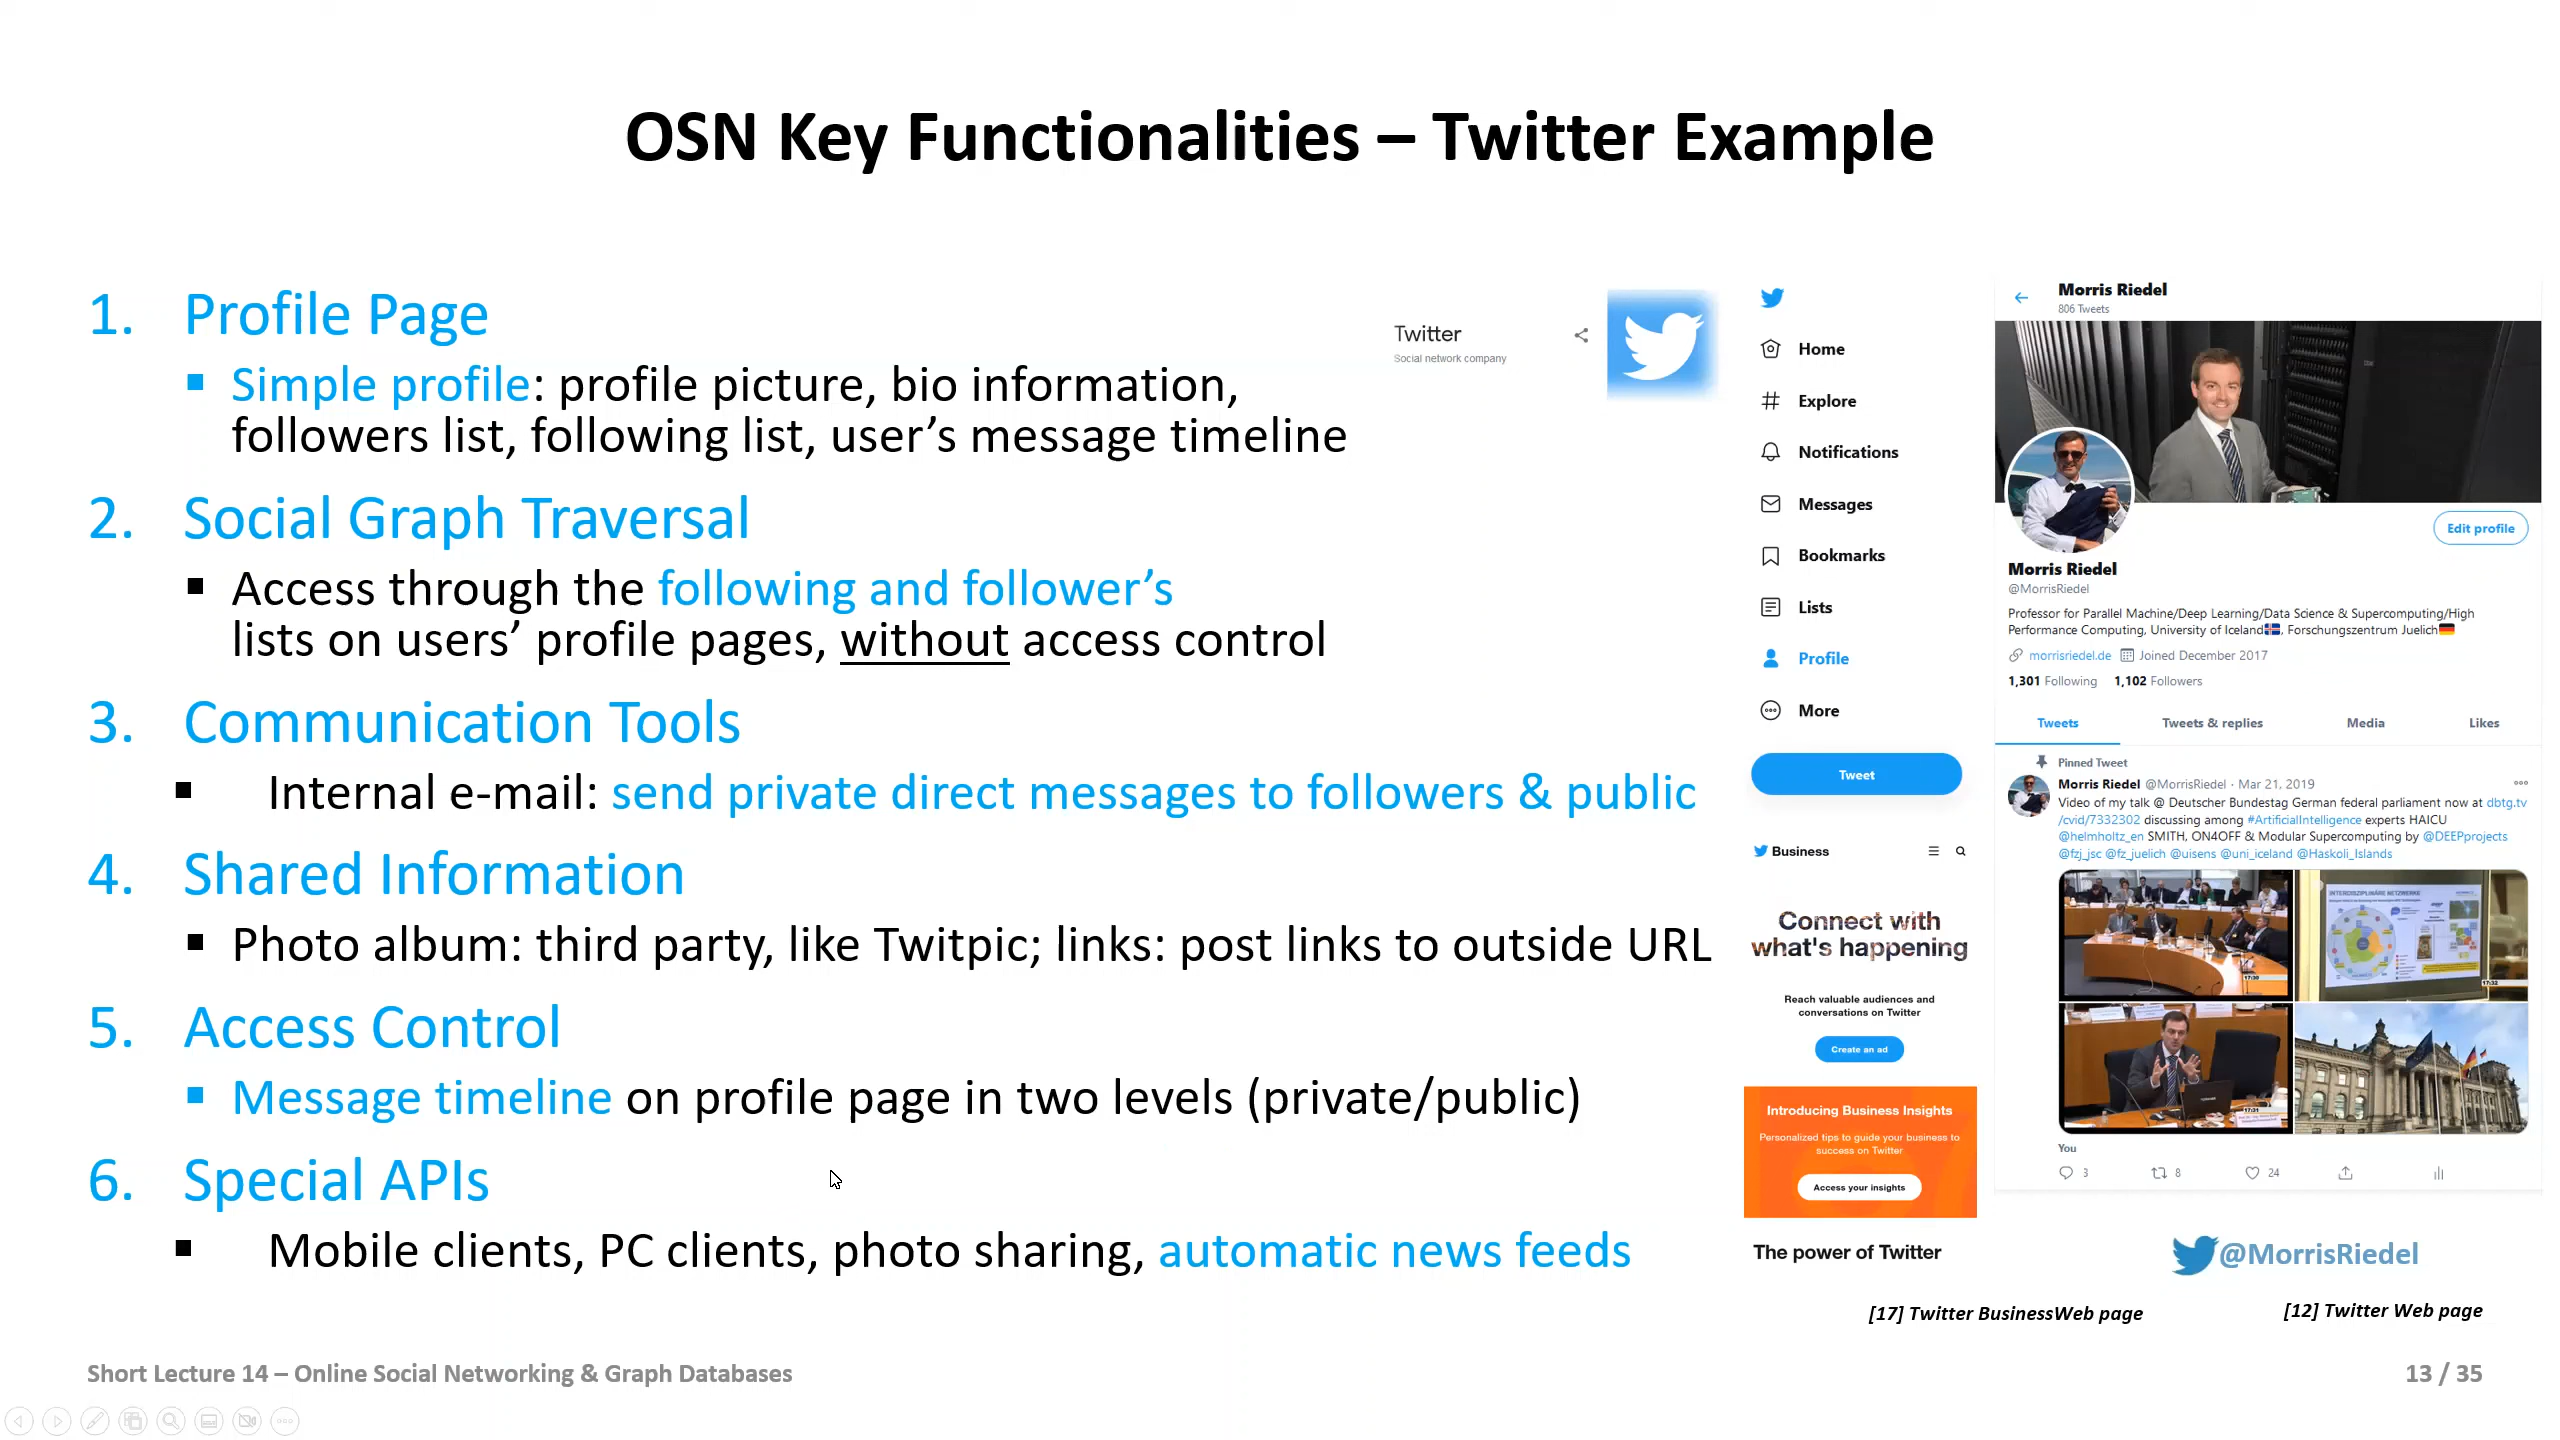 OSN Key Functionalities – Twitter Example
1. Profile Page
Simple profile: profile picture, bio information,
followers list, following list, user's message timeline
2. Social Graph Traversal
Access through the following and follower's
lists on users' profile pages, without access control
3. Communication Tools
Internal e-mail: send private direct messages to followers & public
4. Shared Information
Photo album: third party, like Twitpic; links: post links to outside URL
5. Access Control
Message timeline on profile page in two levels (private/public)
6. Special APIs
Mobile clients, PC clients, photo sharing, automatic news feeds
Twitter
Social network company
Home
Explore
Notifications
Messages
Bookmarks
Lists
Profile
More
Tweet
Business
Connect with
what's happening
Reach valuable audiences and
conversations on Twitter
Create an ad
Introducing Business Insights
Personalized tips to guide your business to
success on Twitter
Access your insights
The power of Twitter
Morris Riedel
806 Tweets
Edit profile
Morris Riedel
@MorrisRiedel
Professor for Parallel Machine/Deep Learning/Data Science & Supercomputing/High
Performance Computing, University of Iceland, Forschungszentrum Juelich
morrisriedel.de Joined December 2017
1,301 Following 1,102 Followers
Tweets Tweets & replies Media Likes
Pinned Tweet
Morris Riedel @MorrisRiedel · Mar 21, 2019
Video of my talk @ Deutscher Bundestag German federal parliament now at dbtg.tv
/cvid/7332302 discussing among #ArtificialIntelligence experts HAICU
@helmholtz_en SMITH, ON4OFF & Modular Supercomputing by @DEEPprojects
@fzj_jsc @fz_juelich @uisens @uni_iceland @Haskoli_Islands
INTERDISZIPLINÄRE NETZWERKE
17:30
17:32
17:31
You
3 8 24
@MorrisRiedel
[17] Twitter BusinessWeb page
[12] Twitter Web page
Short Lecture 14 – Online Social Networking & Graph Databases
13 / 35